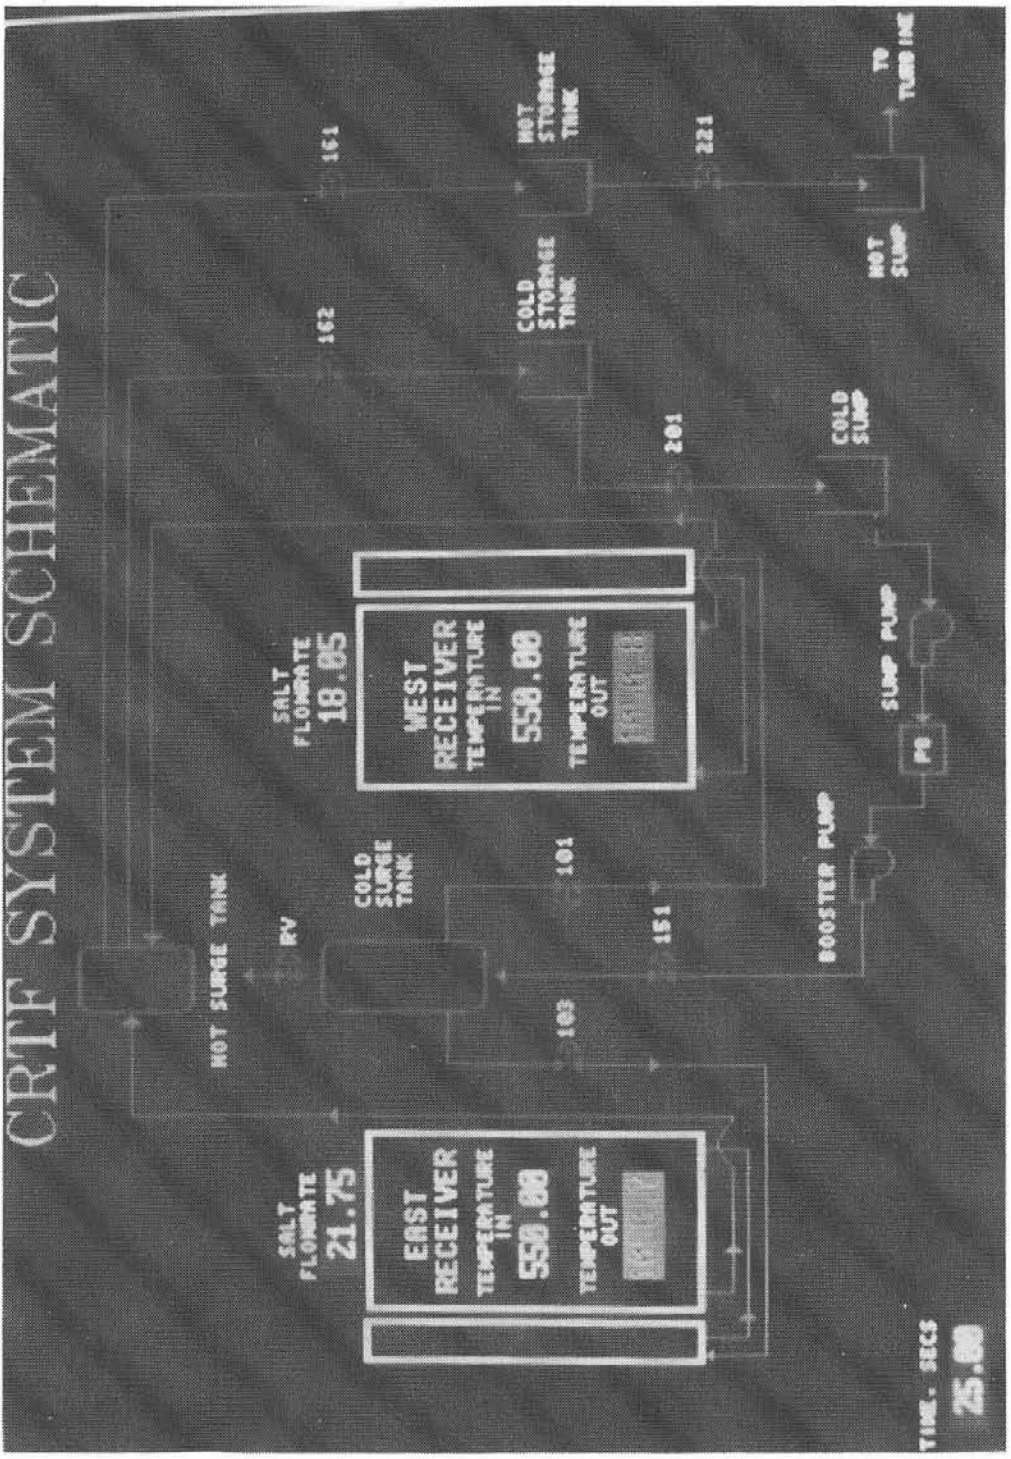 CRTF SYSTEM SCHEMATIC
HOT SURGE TANK
RV
162
161
SALT
FLOWRATE
21.75
EAST
RECEIVER
TEMPERATURE
IN
550.00
TEMPERATURE
OUT
COLD
SURGE
TANK
103
101
151
SALT
FLOWRATE
18.05
WEST
RECEIVER
TEMPERATURE
IN
550.00
TEMPERATURE
OUT
COLD
STORAGE
TANK
HOT
STORAGE
TANK
201
221
BOOSTER PUMP
PB
SUMP PUMP
COLD
SUMP
HOT
SUMP
TO
TURBINE
TIME. SECS
25.00